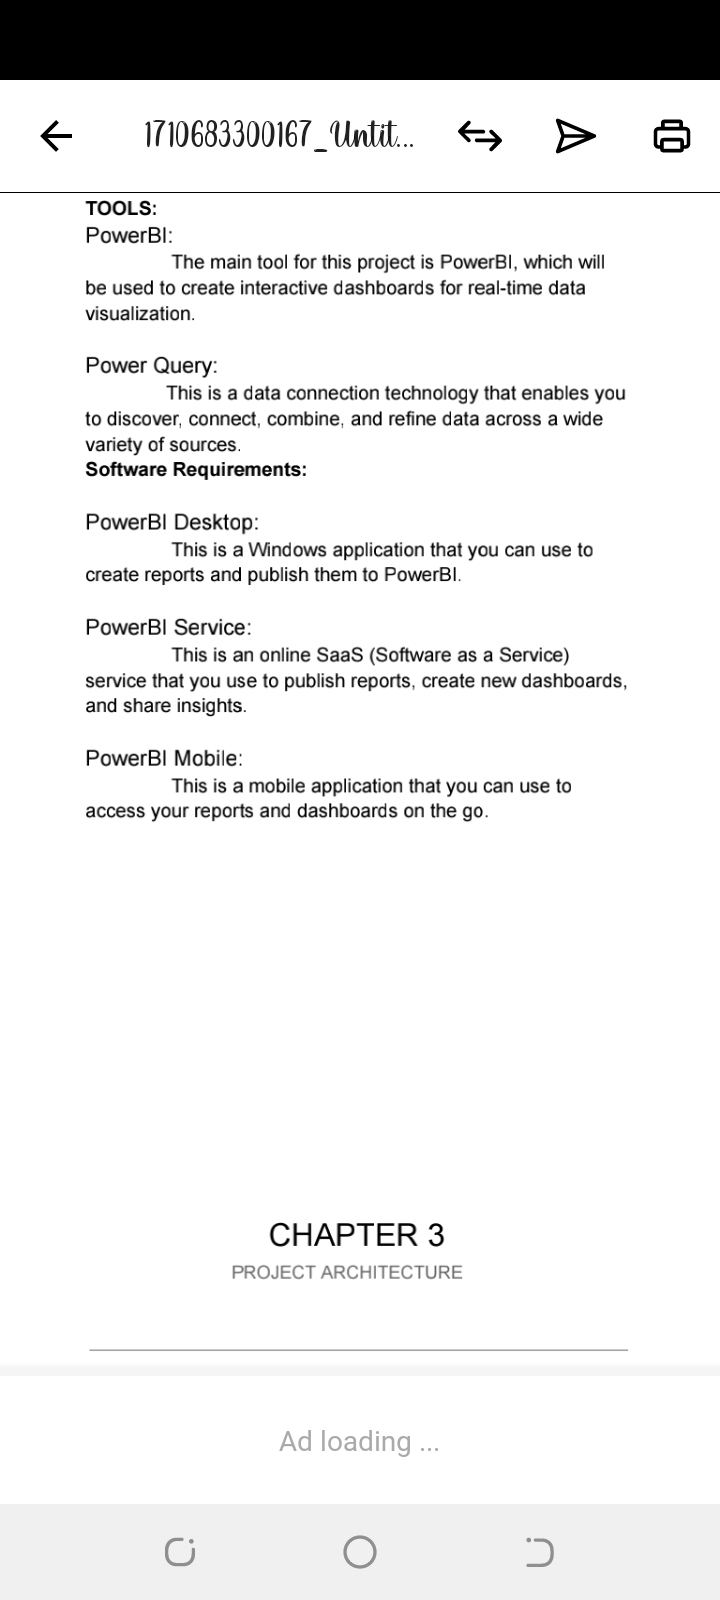 1710683300167_Untit...
TOOLS:
PowerBI:
The main tool for this project is PowerBI, which will
be used to create interactive dashboards for real-time data
visualization.
Power Query:
This is a data connection technology that enables you
to discover, connect, combine, and refine data across a wide
variety of sources.
Software Requirements:
PowerBI Desktop:
This is a Windows application that you can use to
create reports and publish them to PowerBI.
PowerBI Service:
This is an online SaaS (Software as a Service)
service that you use to publish reports, create new dashboards,
and share insights.
PowerBI Mobile:
This is a mobile application that you can use to
access your reports and dashboards on the go.
CHAPTER 3
PROJECT ARCHITECTURE
Ad loading ...